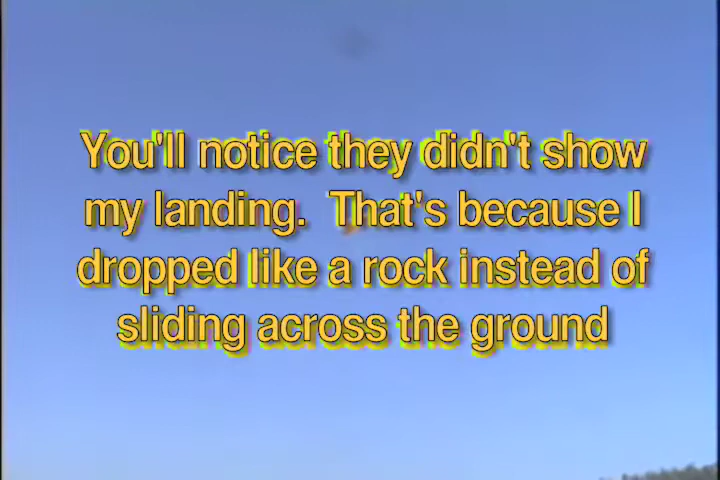 You'll notice they didn't show
my landing.  That's because I
dropped like a rock instead of
sliding across the ground